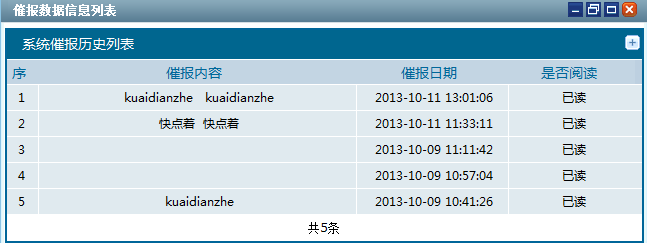 催报数据信息列表
系统催报历史列表
序 催报内容 催报日期 是否阅读
1 kuaidianzhe kuaidianzhe 2013-10-11 13:01:06 已读
2 快点着 快点着 2013-10-11 11:33:11 已读
3 2013-10-09 11:11:42 已读
4 2013-10-09 10:57:04 已读
5 kuaidianzhe 2013-10-09 10:41:26 已读
共5条